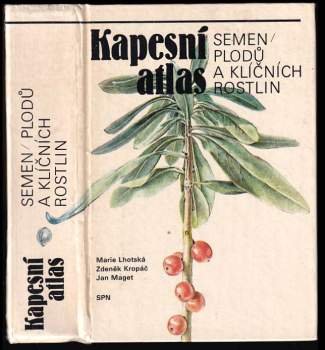 Kapesní
atlas
SEMEN/
PLODŮ
A KLÍČNÍCH
ROSTLIN
Marie Lhotská
Zdeněk Kropáč
Jan Maget
SPN
Kapesní
atlas
SEMEN/PLODŮ
A KLÍČNÍCH
ROSTLIN